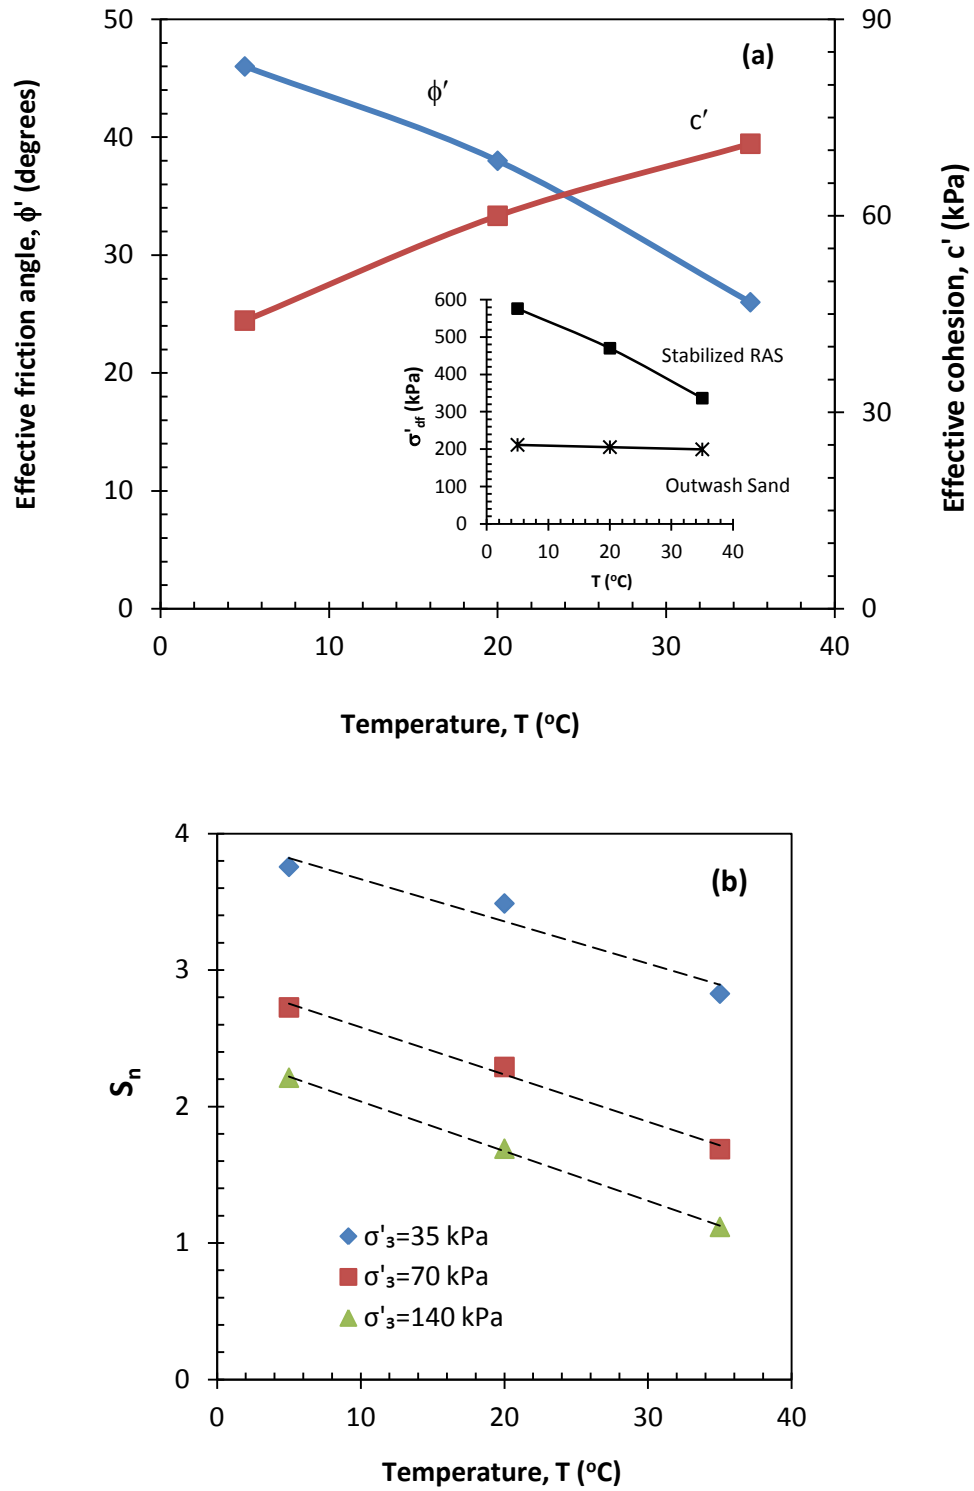 (a)
ϕ′
c′
50
40
30
20
10
0
Effective friction angle, ϕ' (degrees)
90
60
30
0
Effective cohesion, c' (kPa)
0 10 20 30 40
Temperature, T (°C)
600
500
400
300
200
100
0
σ'df (kPa)
Stabilized RAS
Outwash Sand
0 10 20 30 40
T (°C)
(b)
4
3
2
1
0
Sn
σ'₃=35 kPa
σ'₃=70 kPa
σ'₃=140 kPa
0 10 20 30 40
Temperature, T (°C)